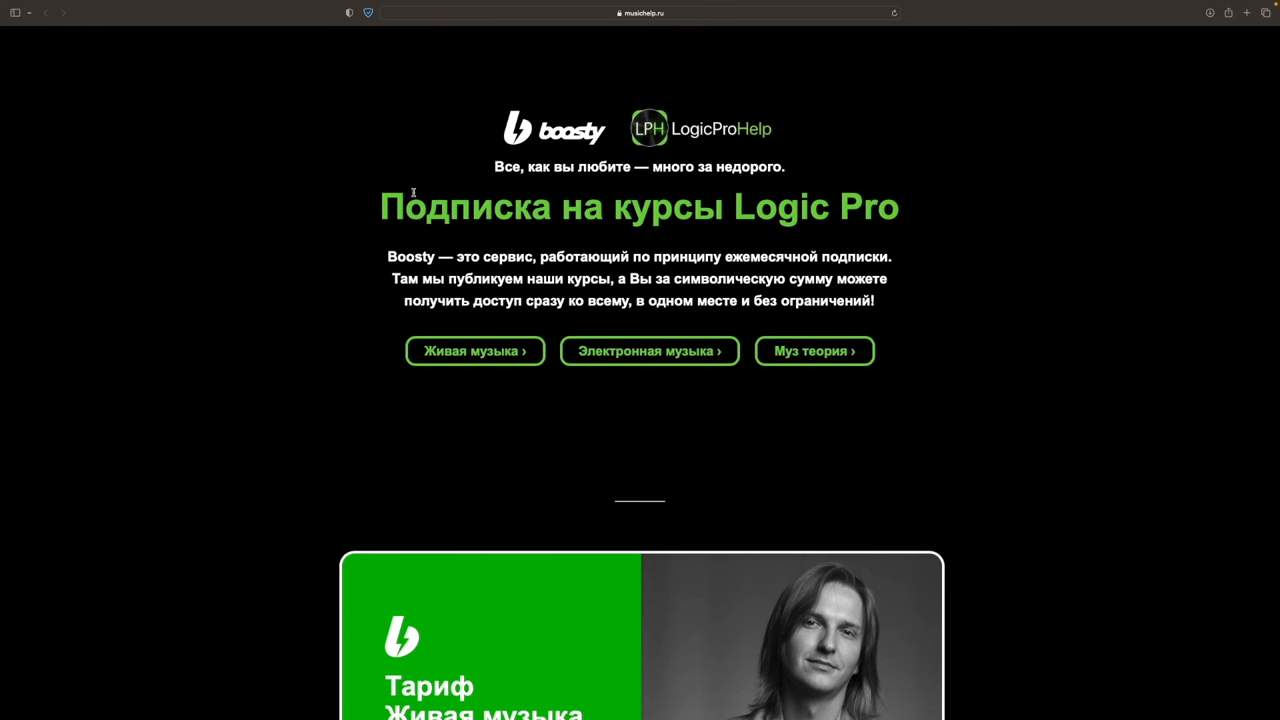 musichelp.ru
boosty
LPH LogicProHelp
Все, как вы любите — много за недорого.
Подписка на курсы Logic Pro
Boosty — это сервис, работающий по принципу ежемесячной подписки.
Там мы публикуем наши курсы, а Вы за символическую сумму можете
получить доступ сразу ко всему, в одном месте и без ограничений!
Живая музыка ›
Электронная музыка ›
Муз теория ›
Тариф
Живая музыка